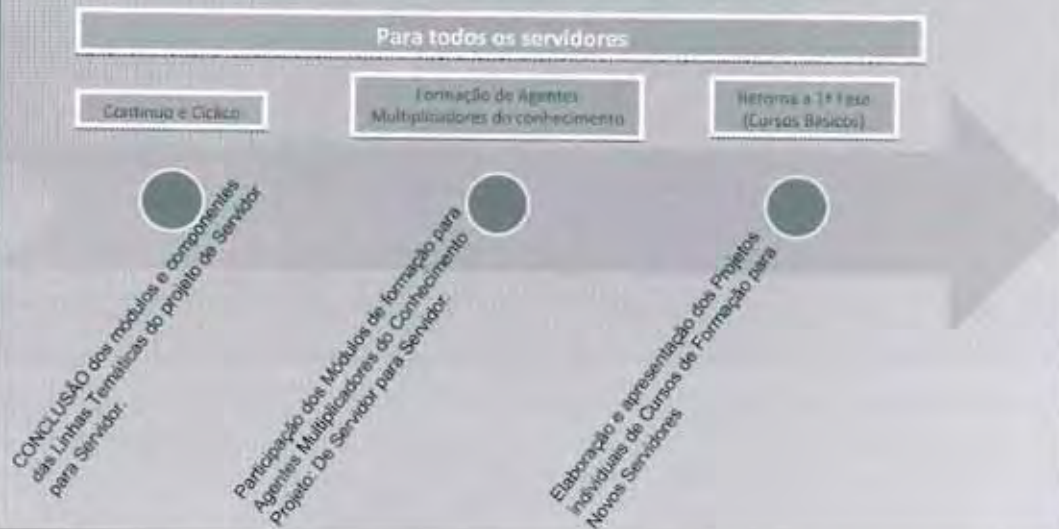 Para todos os servidores
Contínuo e Cíclico
Formação de Agentes
Multiplicadores do conhecimento
Retorna a 1ª Fase
(Cursos Básicos)
CONCLUSÃO dos módulos e componentes
das Linhas Temáticas do projeto de Servidor
para Servidor.
Participação dos Módulos de formação para
Agentes Multiplicadores do Conhecimento
Projeto: De Servidor para Servidor.
Elaboração e apresentação dos Projetos
individuais de Cursos de Formação para
Novos Servidores